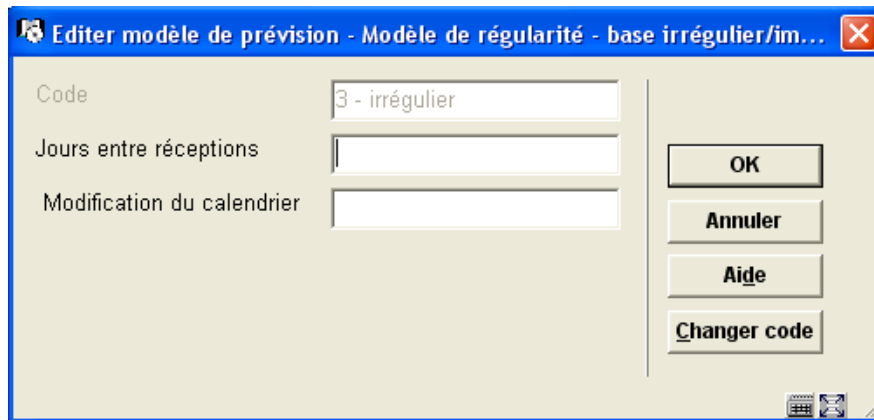 Editer modèle de prévision - Modèle de régularité - base irrégulier/im...
Code
3 - irrégulier
Jours entre réceptions
OK
Modification du calendrier
Annuler
Aide
Changer code